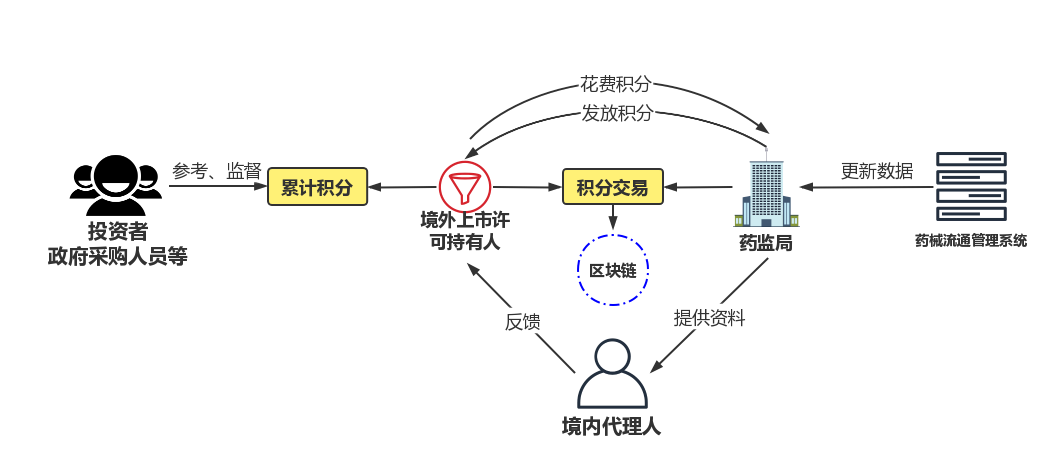 花费积分
发放积分
参考、监督
累计积分
积分交易
更新数据
投资者
政府采购人员等
境外上市许
可持有人
药监局
药械流通管理系统
区块链
反馈
提供资料
境内代理人